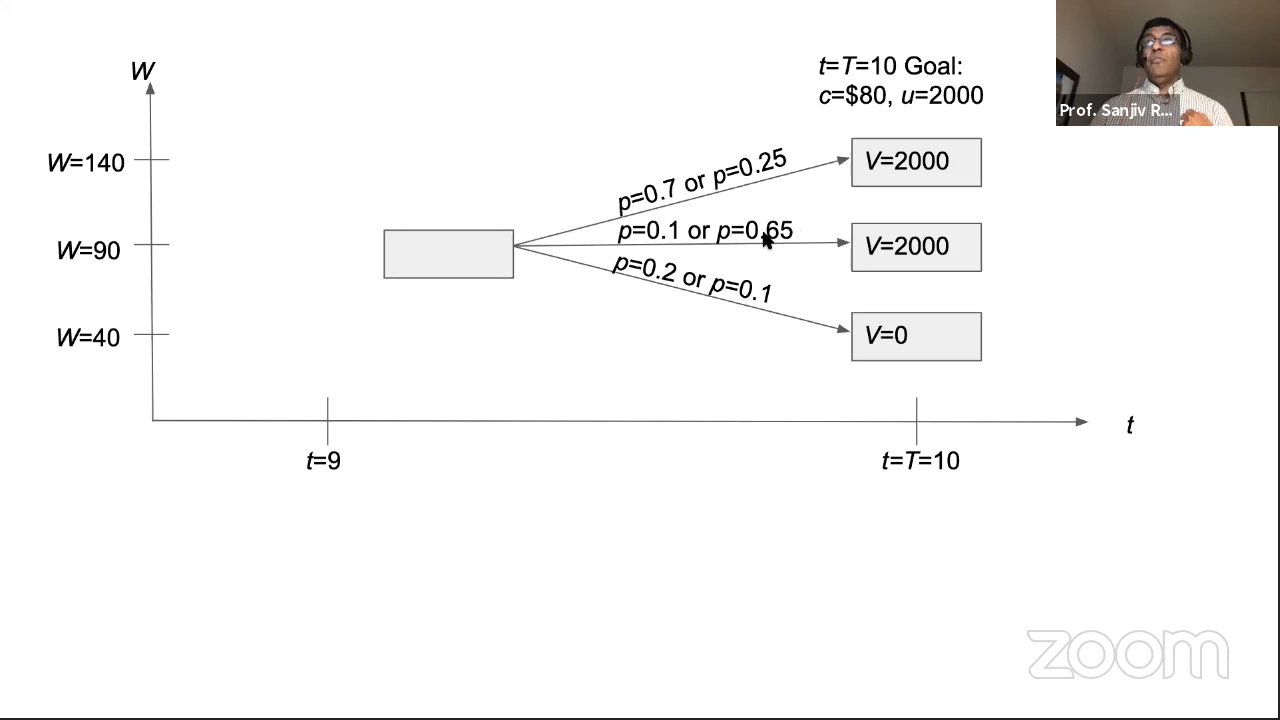 W
t=T=10 Goal:
c=$80, u=2000
Prof. Sanjiv R...
W=140
p=0.7 or p=0.25
V=2000
W=90
p=0.1 or p=0.65
V=2000
p=0.2 or p=0.1
W=40
V=0
t
t=9
t=T=10
zoom